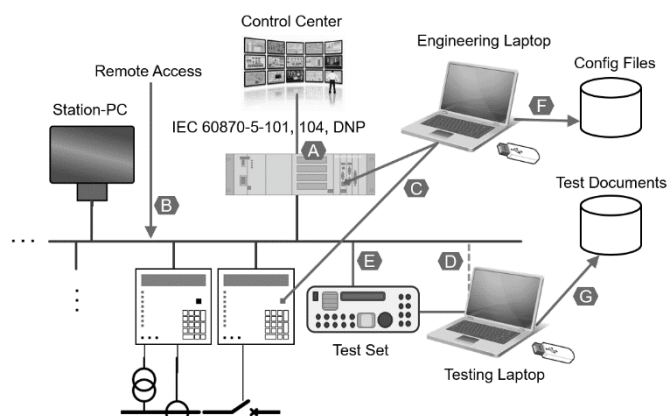 Control Center
Engineering Laptop
Config Files
Remote Access
Station-PC
F
IEC 60870-5-101, 104, DNP
A
C
Test Documents
B
E
D
G
Test Set
Testing Laptop